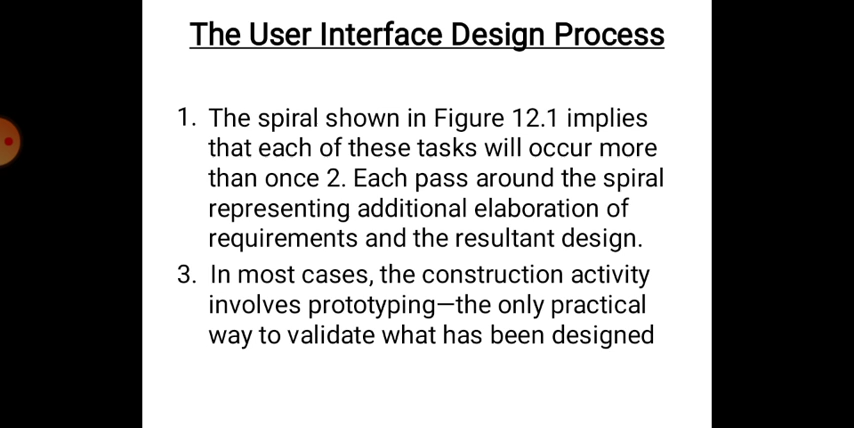 The User Interface Design Process
1. The spiral shown in Figure 12.1 implies
that each of these tasks will occur more
than once 2. Each pass around the spiral
representing additional elaboration of
requirements and the resultant design.
3. In most cases, the construction activity
involves prototyping—the only practical
way to validate what has been designed